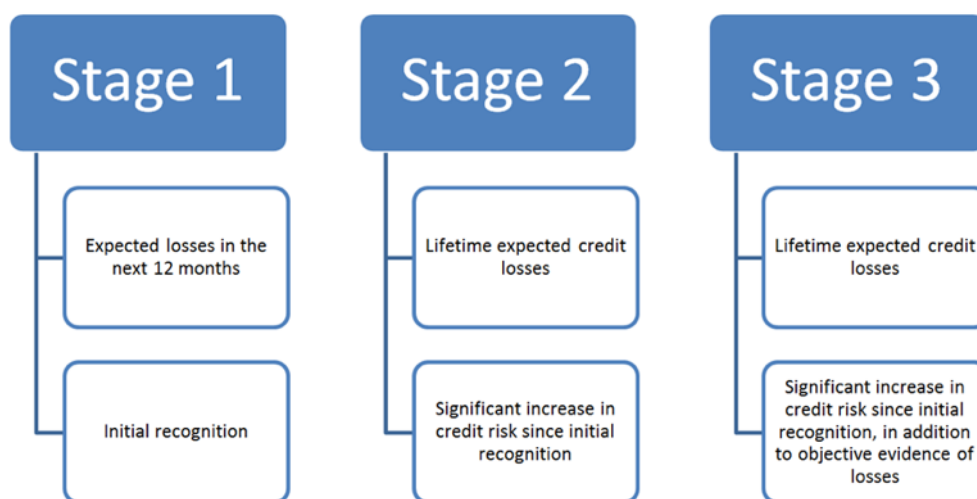 Stage 1
Expected losses in the
next 12 months
Initial recognition
Stage 2
Lifetime expected credit
losses
Significant increase in
credit risk since initial
recognition
Stage 3
Lifetime expected credit
losses
Significant increase in
credit risk since initial
recognition, in addition
to objective evidence of
losses